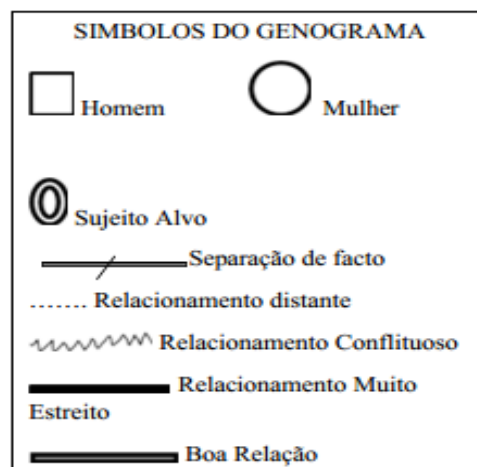 SIMBOLOS DO GENOGRAMA
Homem Mulher
Sujeito Alvo
Separação de facto
Relacionamento distante
Relacionamento Conflituoso
Relacionamento Muito
Estreito
Boa Relação